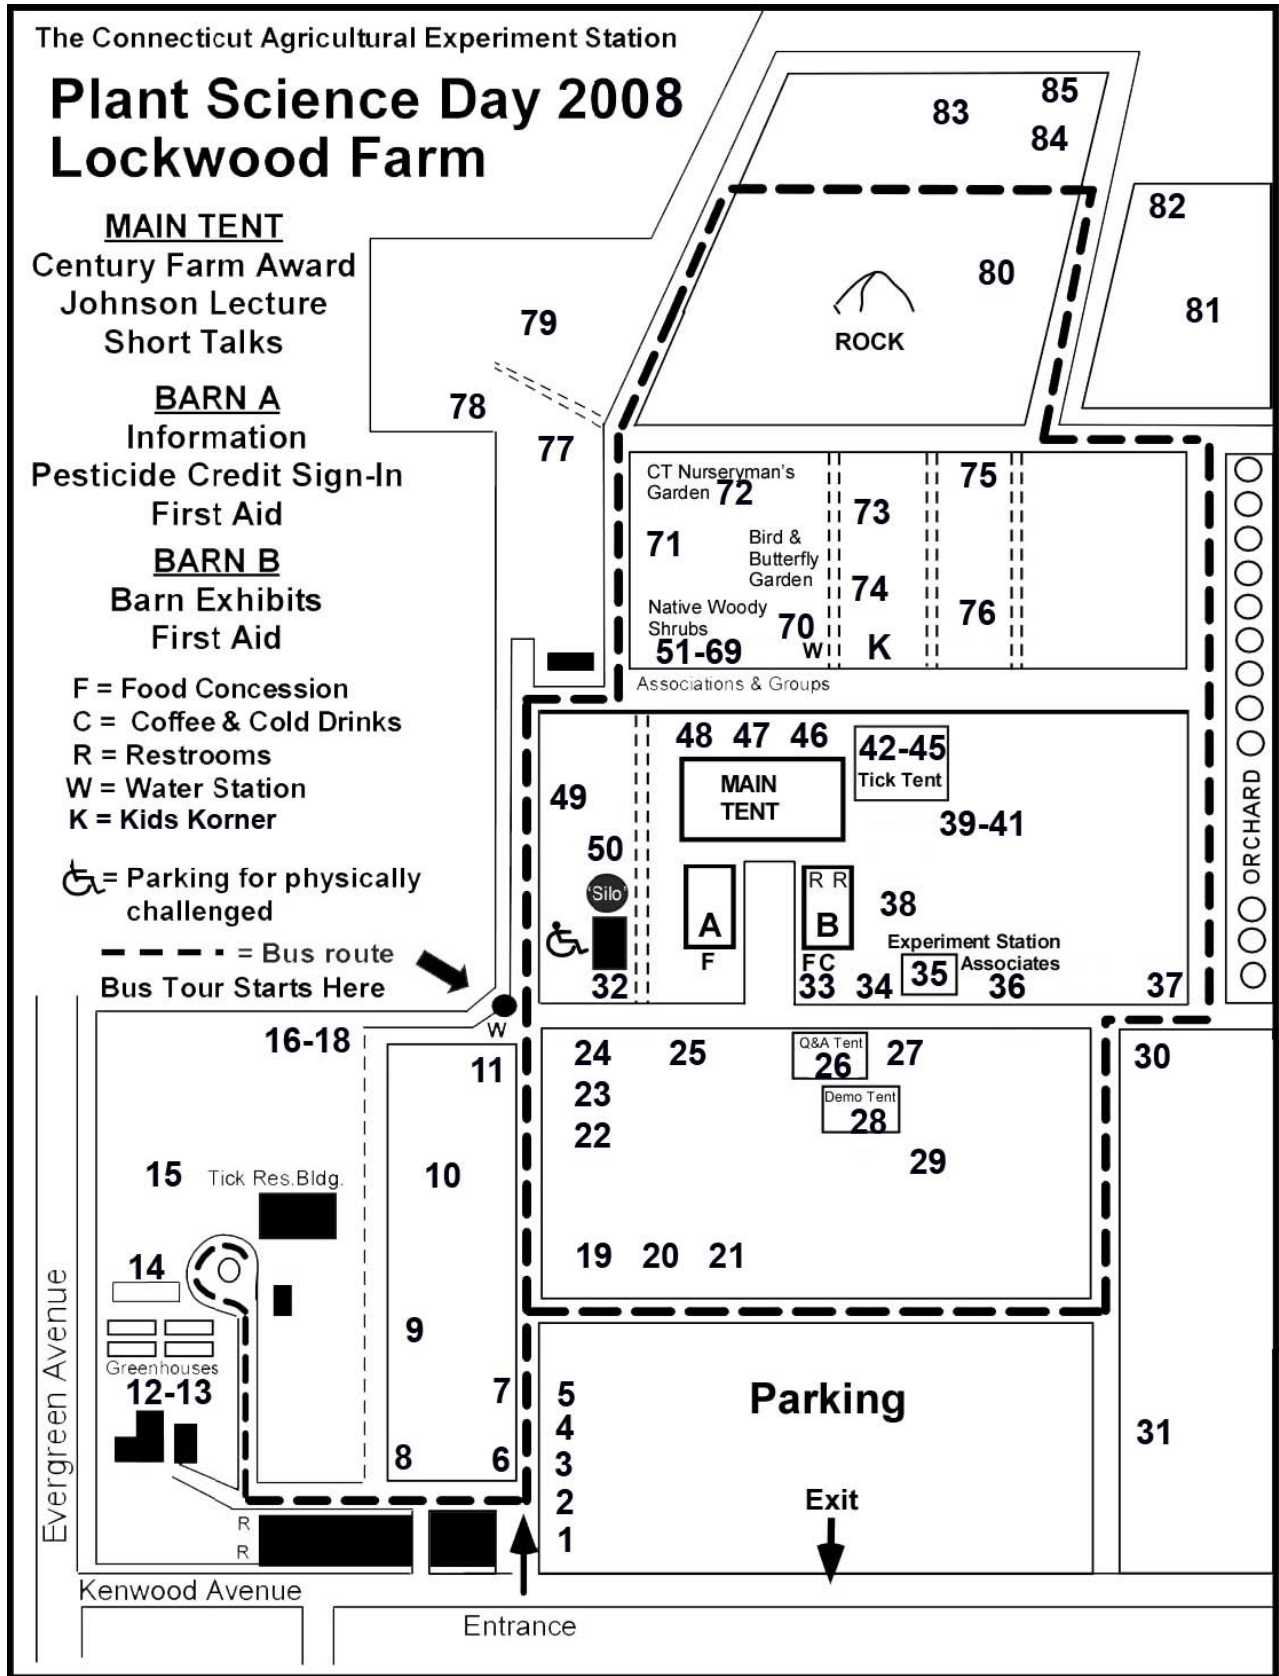 The Connecticut Agricultural Experiment Station
Plant Science Day 2008
Lockwood Farm
MAIN TENT
Century Farm Award
Johnson Lecture
Short Talks
BARN A
Information
Pesticide Credit Sign-In
First Aid
BARN B
Barn Exhibits
First Aid
F = Food Concession
C = Coffee & Cold Drinks
R = Restrooms
W = Water Station
K = Kids Korner
= Parking for physically
challenged
= Bus route
Bus Tour Starts Here
85
83
84
82
80
81
ROCK
79
78
77
CT Nurseryman's
Garden 72
75
73
71
Bird &
Butterfly
Garden
74
Native Woody
Shrubs
70
76
51-69
W
K
Associations & Groups
48 47 46
42-45
Tick Tent
MAIN
TENT
49
39-41
50
'Silo'
R R
A
B
38
F
F C
Experiment Station
Associates
35
32
33
34
36
37
ORCHARD
W
16-18
11
24
25
Q&A Tent
26
27
30
23
Demo Tent
28
22
29
15
Tick Res.Bldg.
10
14
19 20 21
Greenhouses
12-13
9
7
5
Parking
4
8
6
3
31
2
Exit
1
R
R
Evergreen Avenue
Kenwood Avenue
Entrance